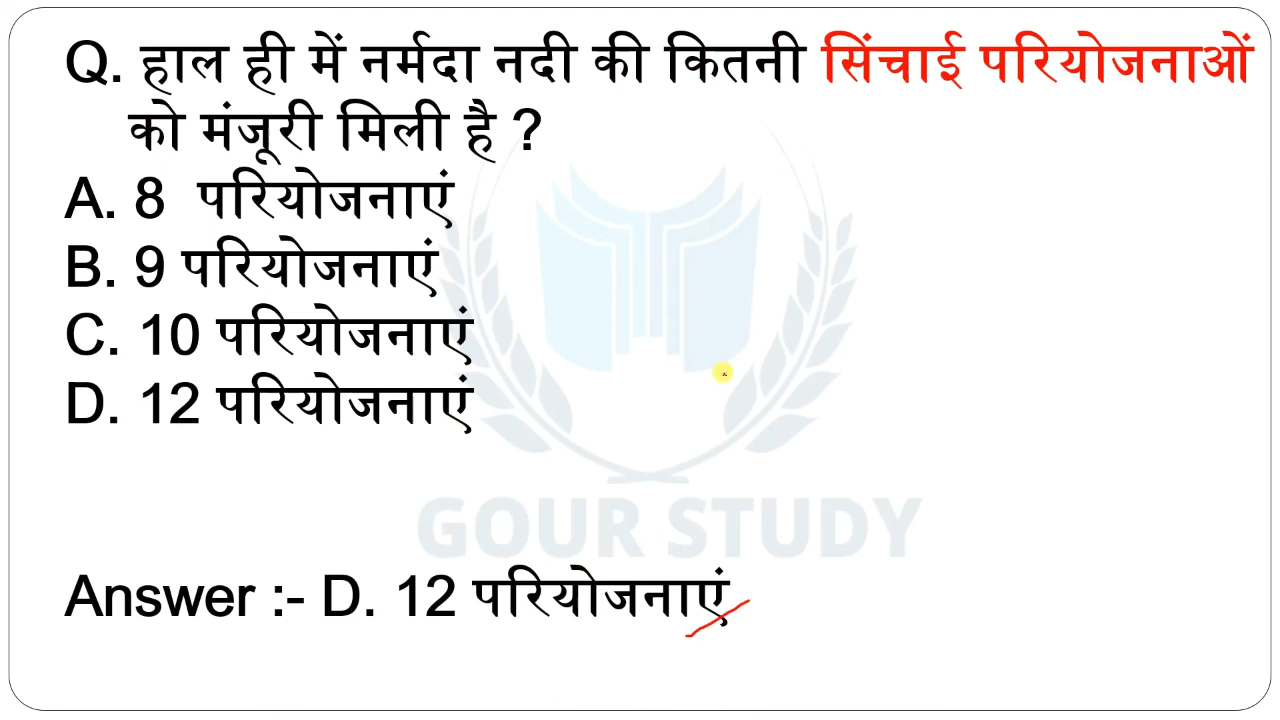 Q. हाल ही में नर्मदा नदी की कितनी सिंचाई परियोजनाओं
को मंजूरी मिली है ?
A. 8 परियोजनाएं
B. 9 परियोजनाएं
C. 10 परियोजनाएं
D. 12 परियोजनाएं
GOUR STUDY
Answer :- D. 12 परियोजनाएं